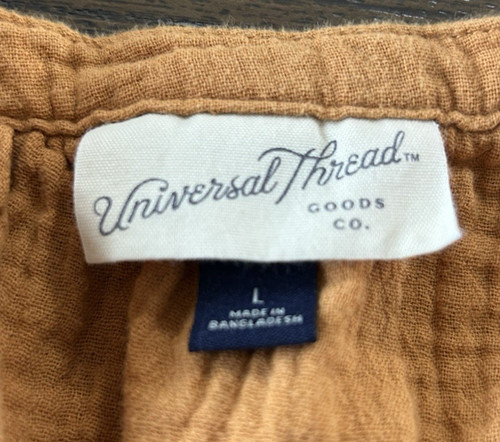 Universal Thread™
GOODS
CO.
L
MADE IN
BANGLADESH